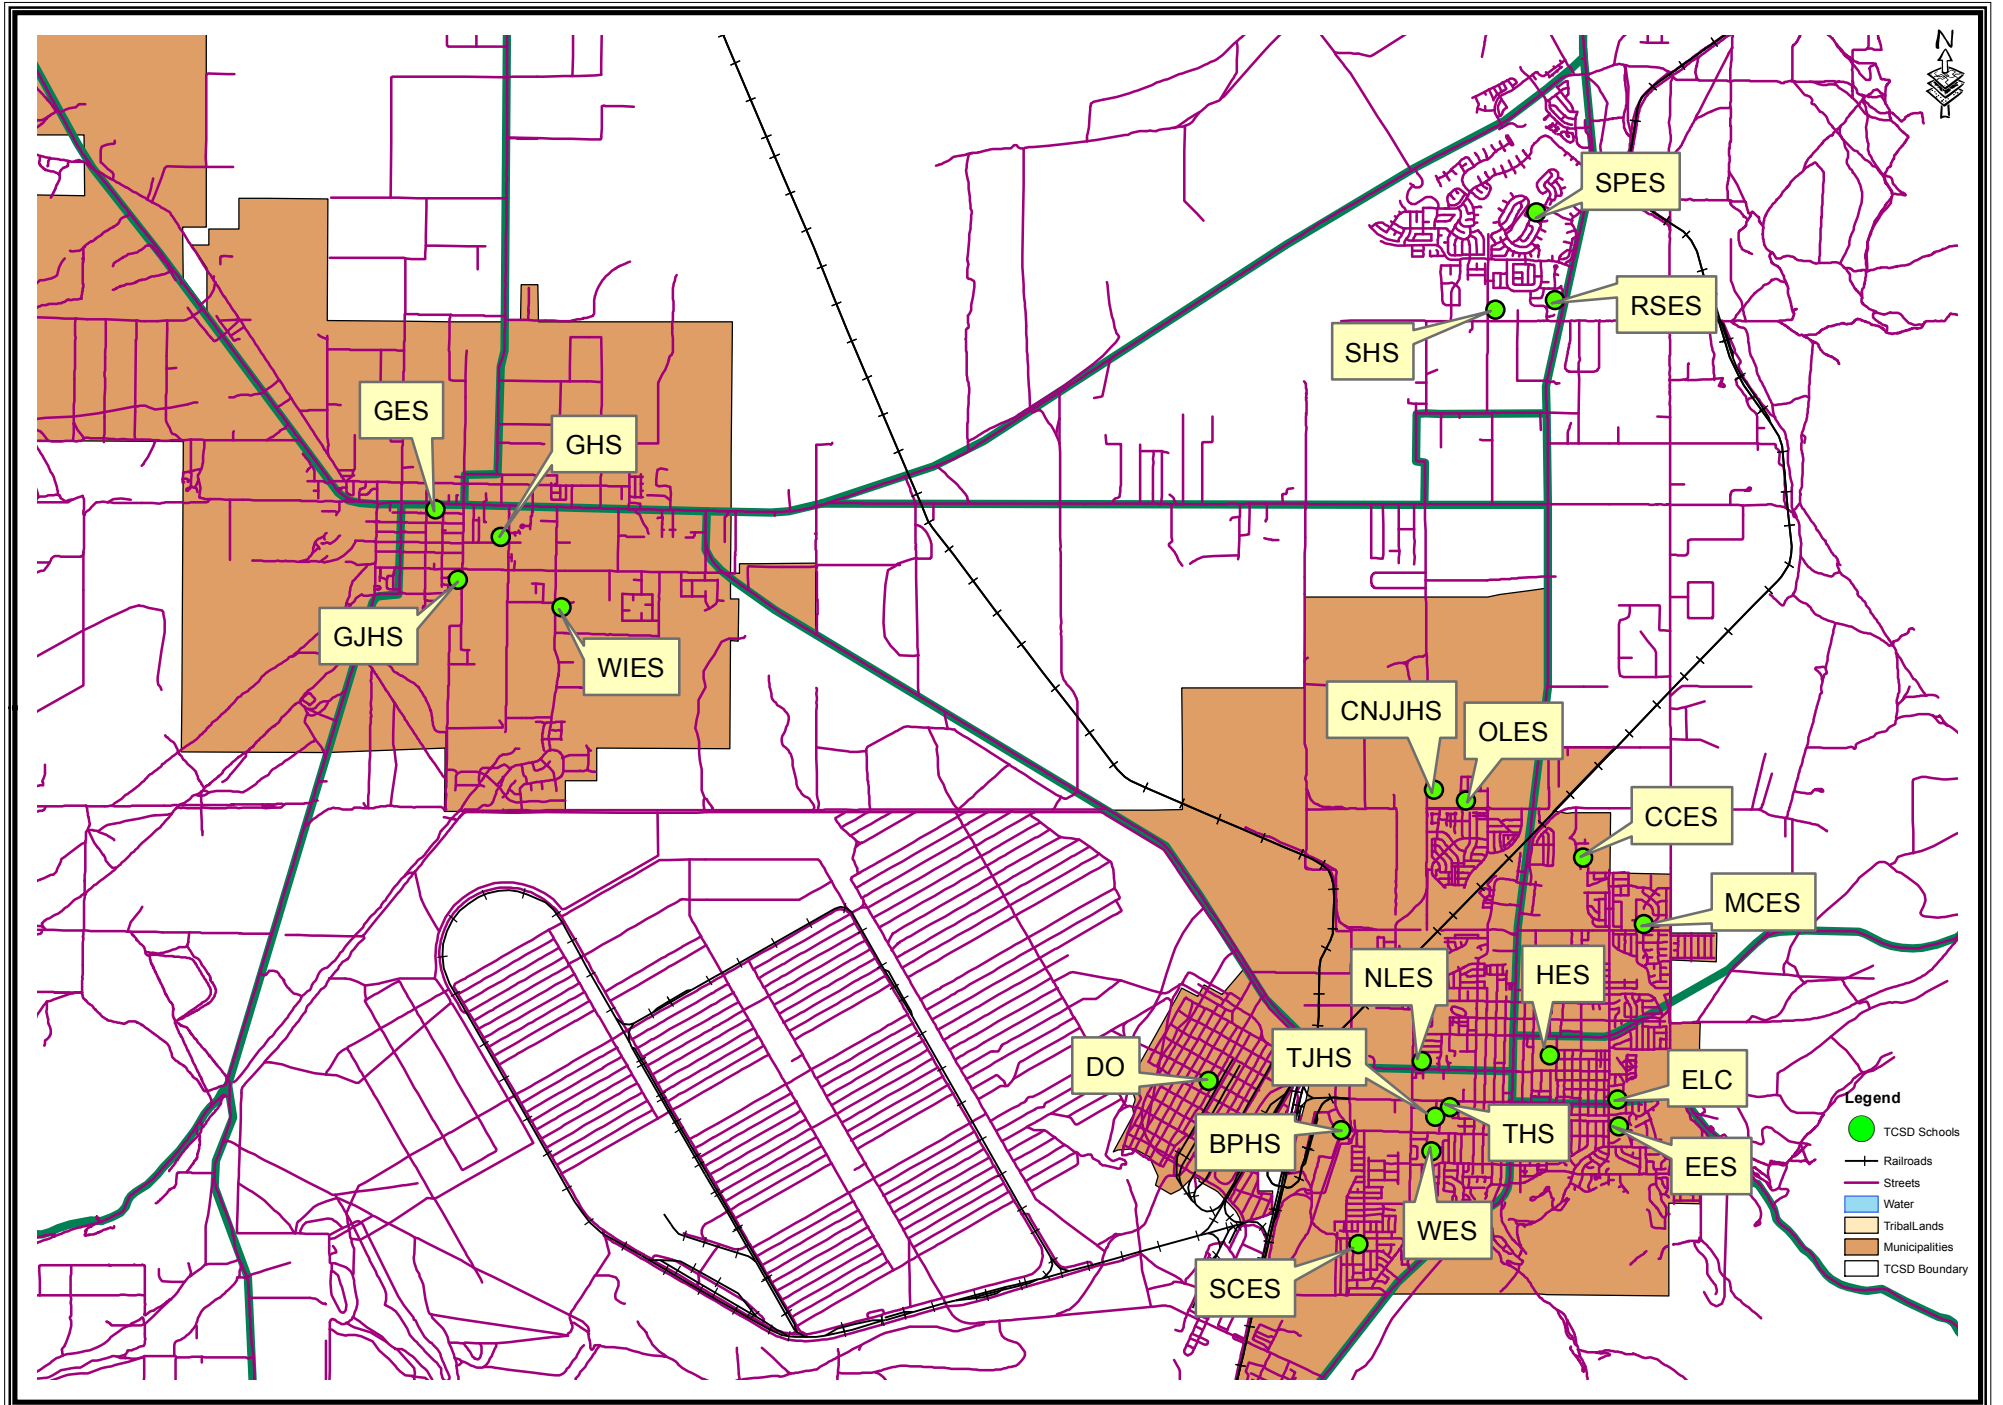 N
SPES
RSES
SHS
GES
GHS
GJHS
WIES
CNJJHS
OLES
CCES
MCES
NLES
HES
TJHS
DO
ELC
BPHS
THS
EES
WES
SCES
Legend
TCSD Schools
Railroads
Streets
Water
TribalLands
Municipalities
TCSD Boundary